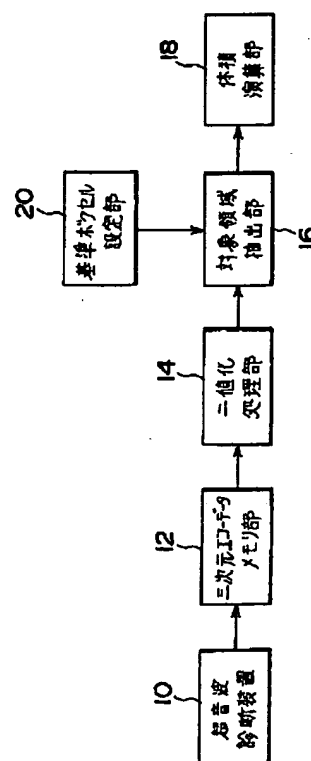 10
超音波
診断装置
12
三次元エコーデータ
メモリ部
14
二値化
処理部
16
対象領域
抽出部
18
体積
演算部
20
基準ボクセル
設定部